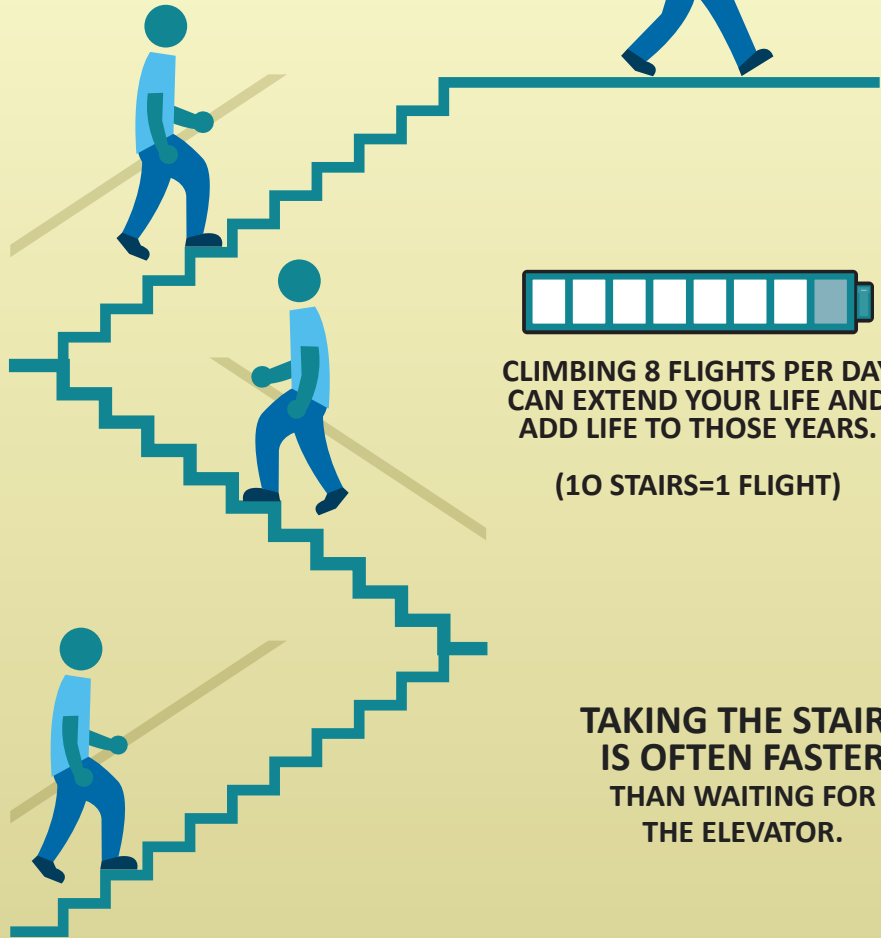 CLIMBING 8 FLIGHTS PER DAY
CAN EXTEND YOUR LIFE AND
ADD LIFE TO THOSE YEARS.
(1O STAIRS=1 FLIGHT)
TAKING THE STAIR
IS OFTEN FASTER
THAN WAITING FOR
THE ELEVATOR.